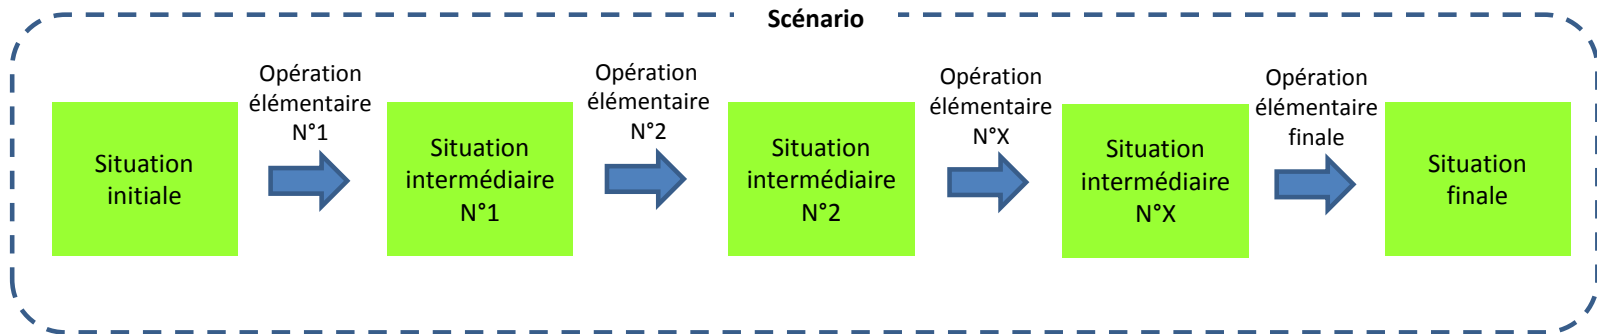 Scénario
Opération
élémentaire
N°1
Opération
élémentaire
N°2
Opération
élémentaire
N°X
Opération
élémentaire
finale
Situation
initiale
Situation
intermédiaire
N°1
Situation
intermédiaire
N°2
Situation
intermédiaire
N°X
Situation
finale